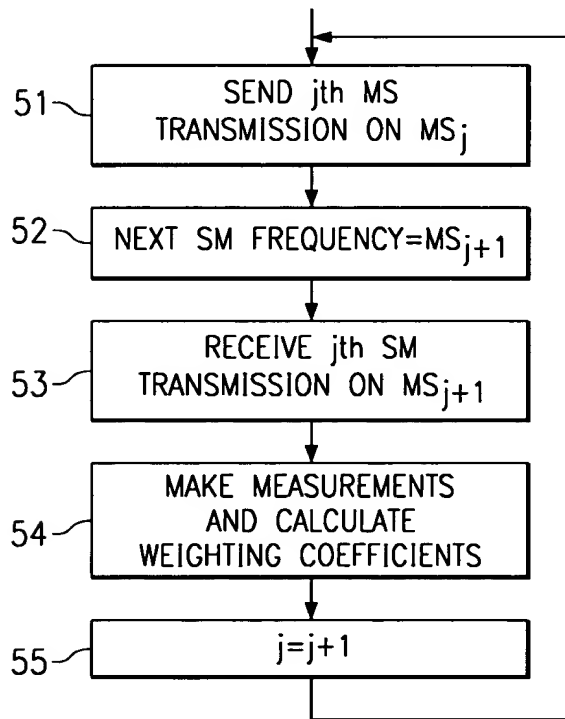 51
SEND jth MS
TRANSMISSION ON MSj
52
NEXT SM FREQUENCY=MSj+1
53
RECEIVE jth SM
TRANSMISSION ON MSj+1
54
MAKE MEASUREMENTS
AND CALCULATE
WEIGHTING COEFFICIENTS
55
j=j+1